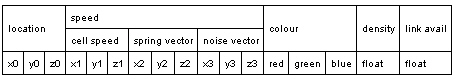 location speed colour density link avail
cell speed spring vector noise vector
x0 y0 z0 x1 y1 z1 x2 y2 z2 x3 y3 z3 red green blue float float